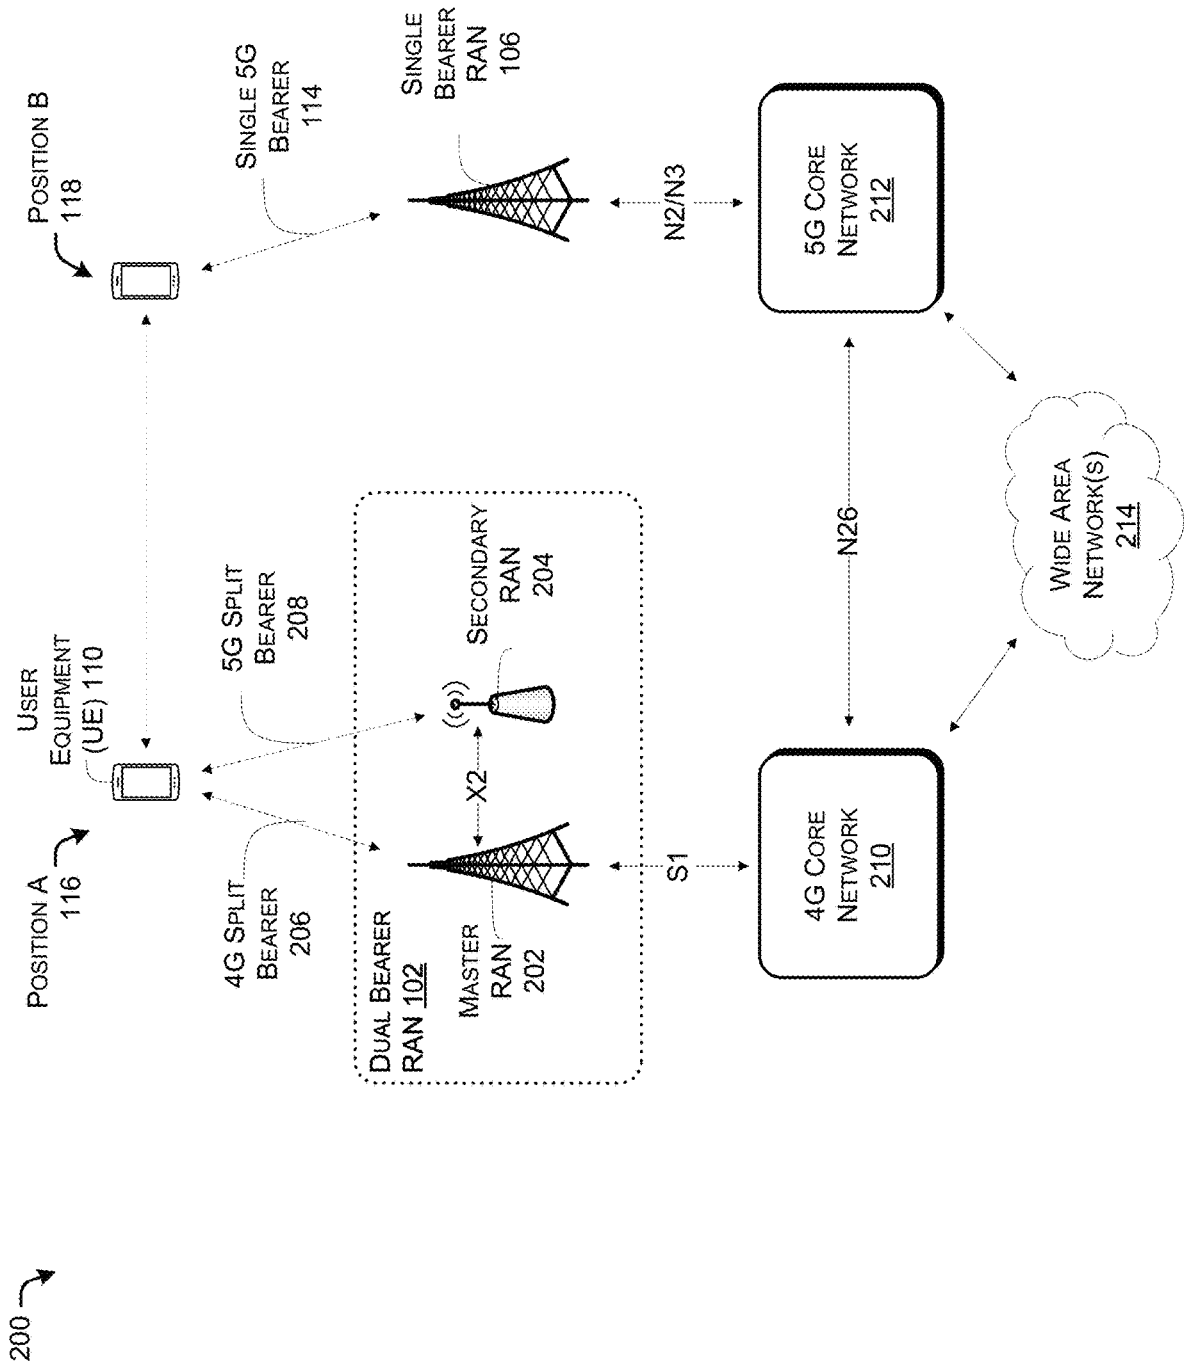 200
POSITION A
116
USER
EQUIPMENT
(UE) 110
POSITION B
118
4G SPLIT
BEARER
206
5G SPLIT
BEARER
208
SINGLE 5G
BEARER
114
DUAL BEARER
RAN 102
MASTER
RAN
202
X2
SECONDARY
RAN
204
SINGLE
BEARER
RAN
106
S1
N2/N3
4G CORE
NETWORK
210
N26
5G CORE
NETWORK
212
WIDE AREA
NETWORK(S)
214